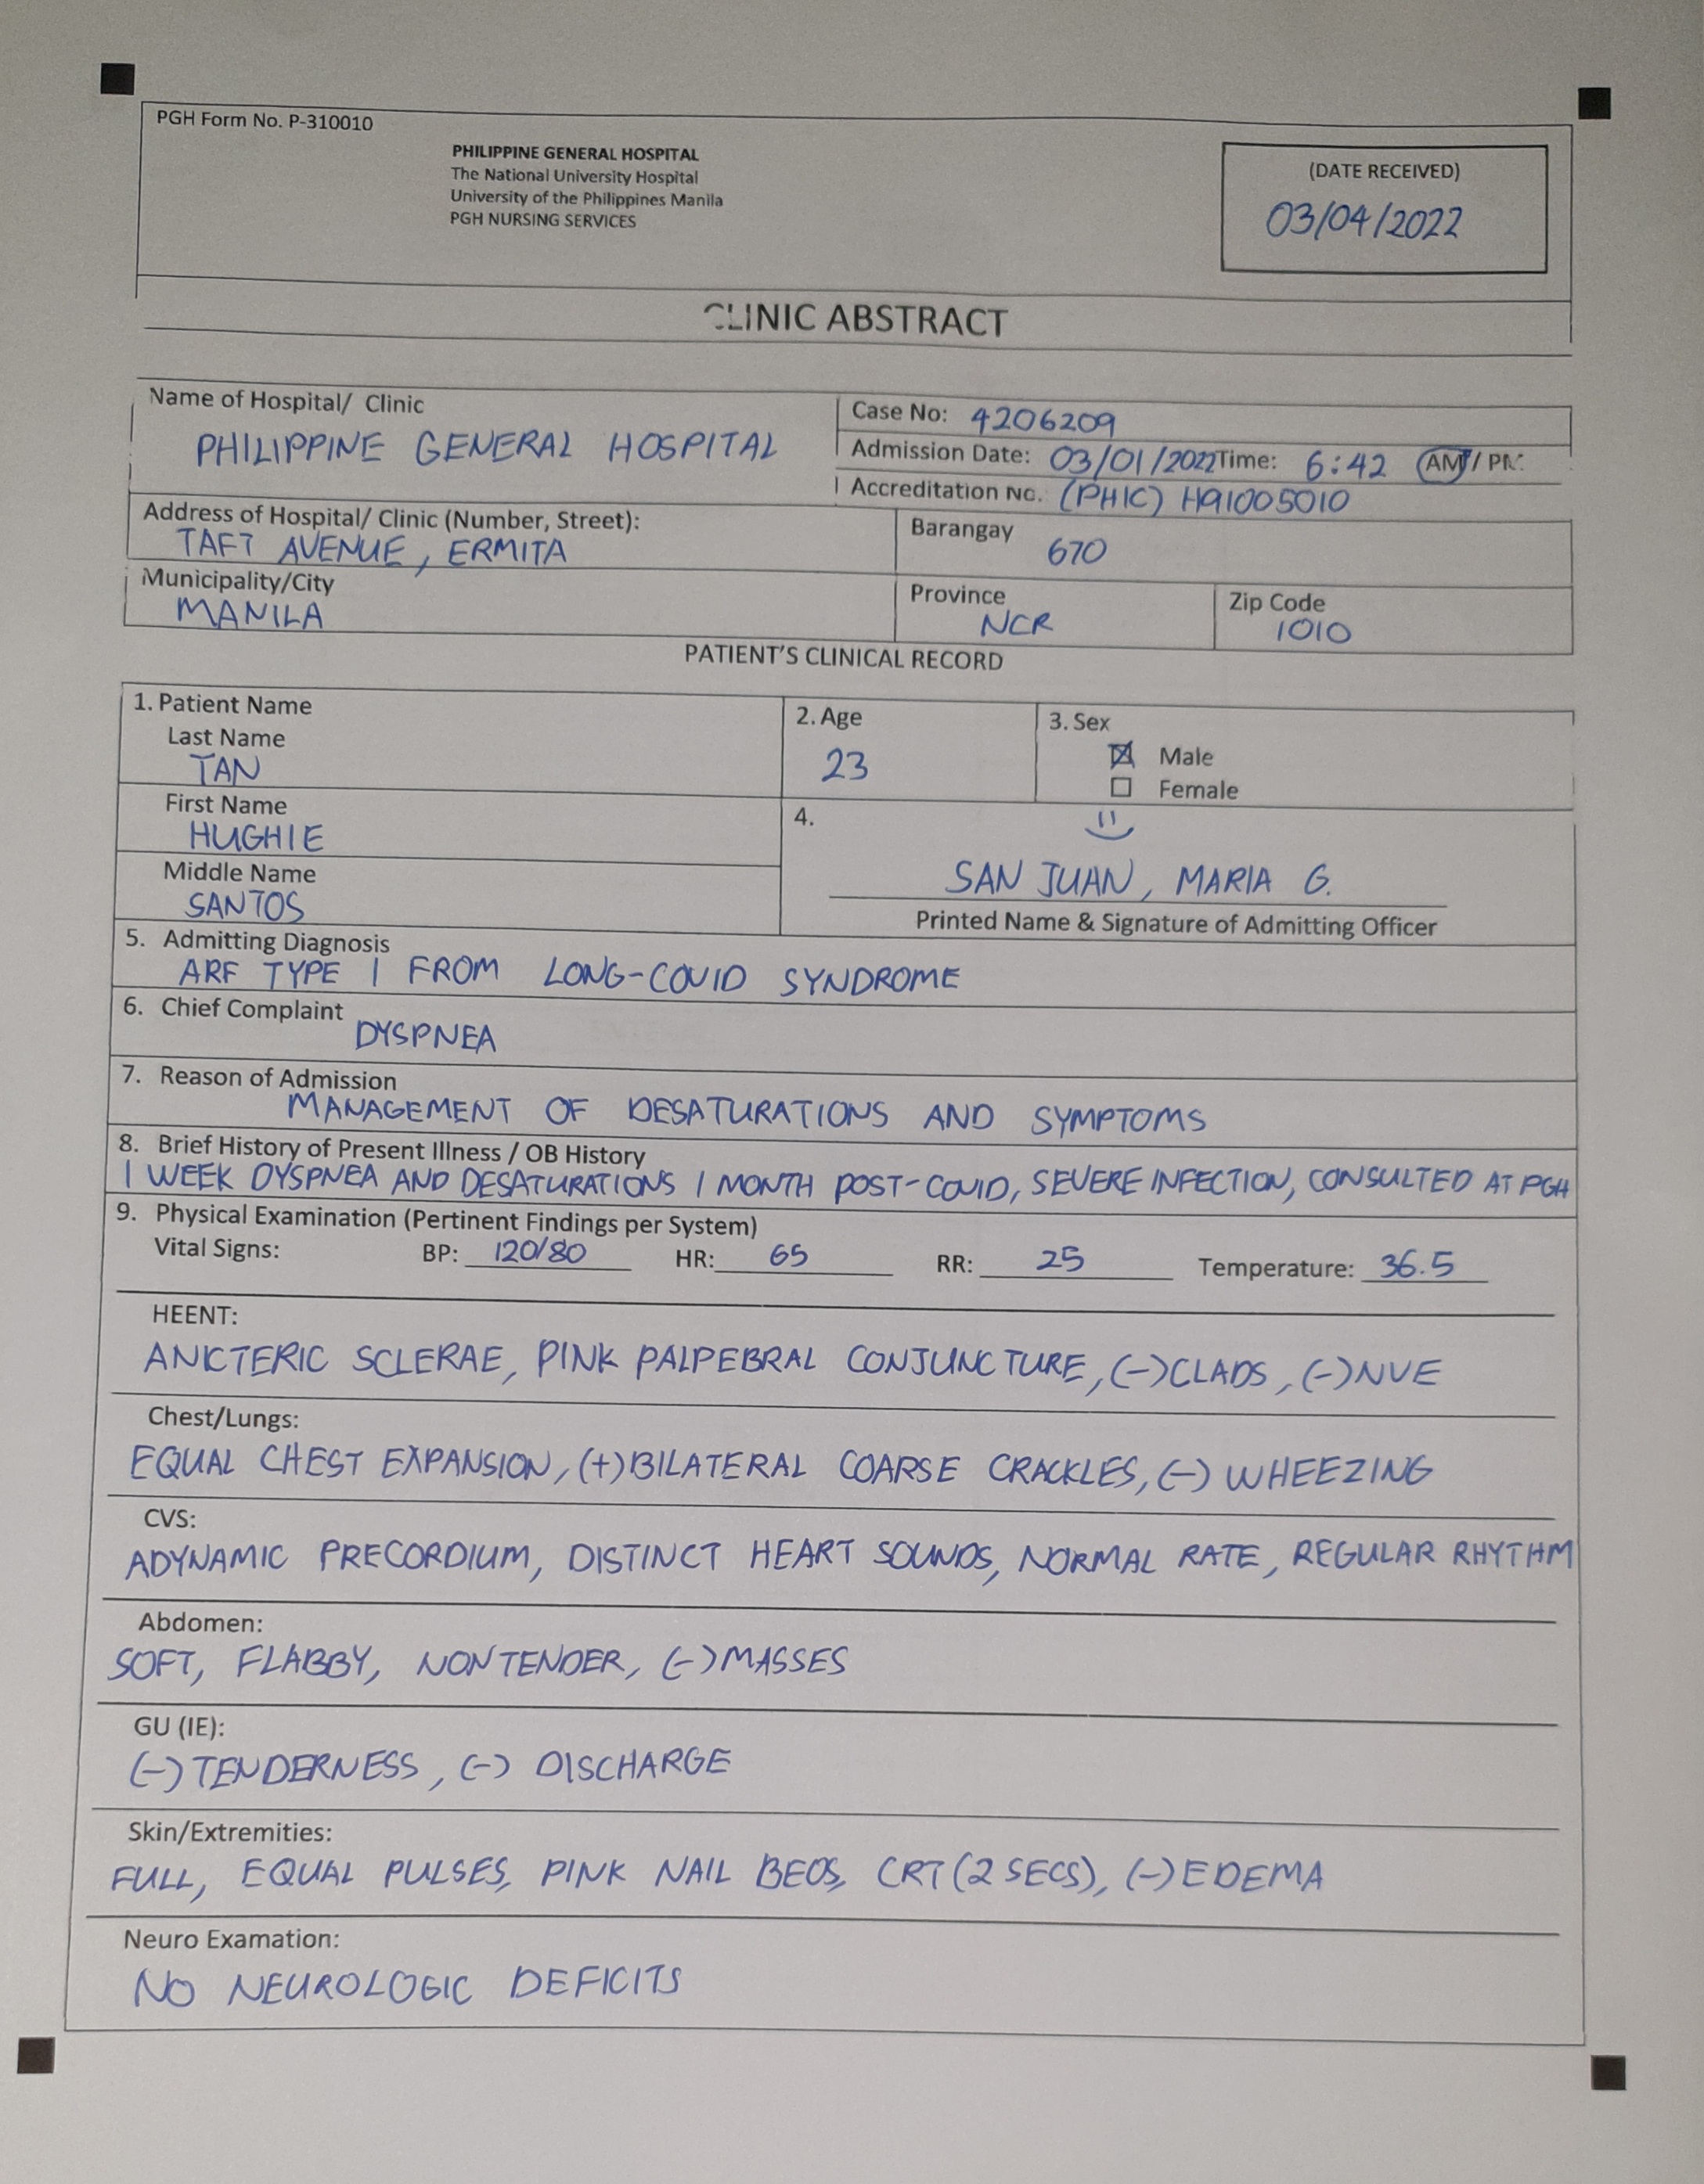 PGH Form No. P-310010
PHILIPPINE GENERAL HOSPITAL
The National University Hospital
University of the Philippines Manila
PGH NURSING SERVICES
(DATE RECEIVED)
03/04/2022
CLINIC ABSTRACT
Name of Hospital/ Clinic
PHILIPPINE GENERAL HOSPITAL
Case No: 4206209
Admission Date: 03/01/2022 Time: 6:42 AM / PM
Accreditation No. (PHIC) H91005010
Address of Hospital/ Clinic (Number, Street):
TAFT AVENUE, ERMITA
Barangay
670
Municipality/City
MANILA
Province
NCR
Zip Code
1010
PATIENT'S CLINICAL RECORD
1. Patient Name
Last Name
TAN
2. Age
23
3. Sex
Male
Female
First Name
HUGHIE
Middle Name
SANTOS
4.
SAN JUAN, MARIA G.
Printed Name & Signature of Admitting Officer
5. Admitting Diagnosis
ARF TYPE 1 FROM LONG-COVID SYNDROME
6. Chief Complaint
DYSPNEA
7. Reason of Admission
MANAGEMENT OF DESATURATIONS AND SYMPTOMS
8. Brief History of Present Illness / OB History
1 WEEK DYSPNEA AND DESATURATIONS 1 MONTH POST-COVID, SEVERE INFECTION, CONSULTED AT PGH
9. Physical Examination (Pertinent Findings per System)
Vital Signs: BP: 120/80 HR: 65 RR: 25 Temperature: 36.5
HEENT:
ANICTERIC SCLERAE, PINK PALPEBRAL CONJUNCTURE, (-)CLADS, (-)NVE
Chest/Lungs:
EQUAL CHEST EXPANSION, (+)BILATERAL COARSE CRACKLES, (-) WHEEZING
CVS:
ADYNAMIC PRECORDIUM, DISTINCT HEART SOUNDS, NORMAL RATE, REGULAR RHYTHM
Abdomen:
SOFT, FLABBY, NONTENDER, (-)MASSES
GU (IE):
(-)TENDERNESS, (-) DISCHARGE
Skin/Extremities:
FULL, EQUAL PULSES, PINK NAIL BEDS, CRT (2 SECS), (-)EDEMA
Neuro Examation:
NO NEUROLOGIC DEFICITS